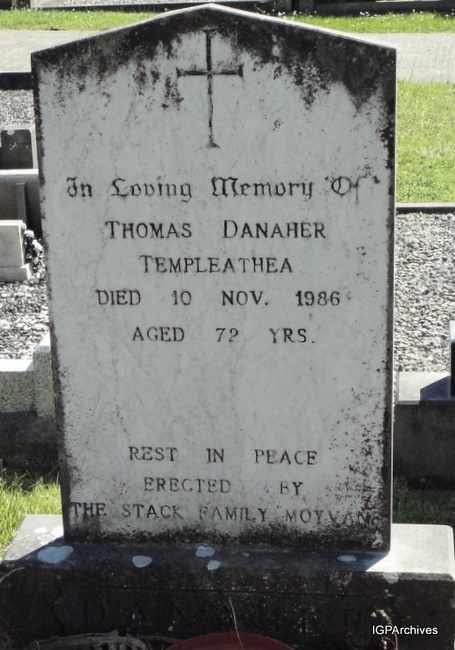 In Loving Memory Of
THOMAS DANAHER
TEMPLEATHEA
DIED 10 NOV. 1986
AGED 72 YRS.
REST IN PEACE
ERECTED BY
THE STACK FAMILY MOYVANE
DANAHER
IGPArchives